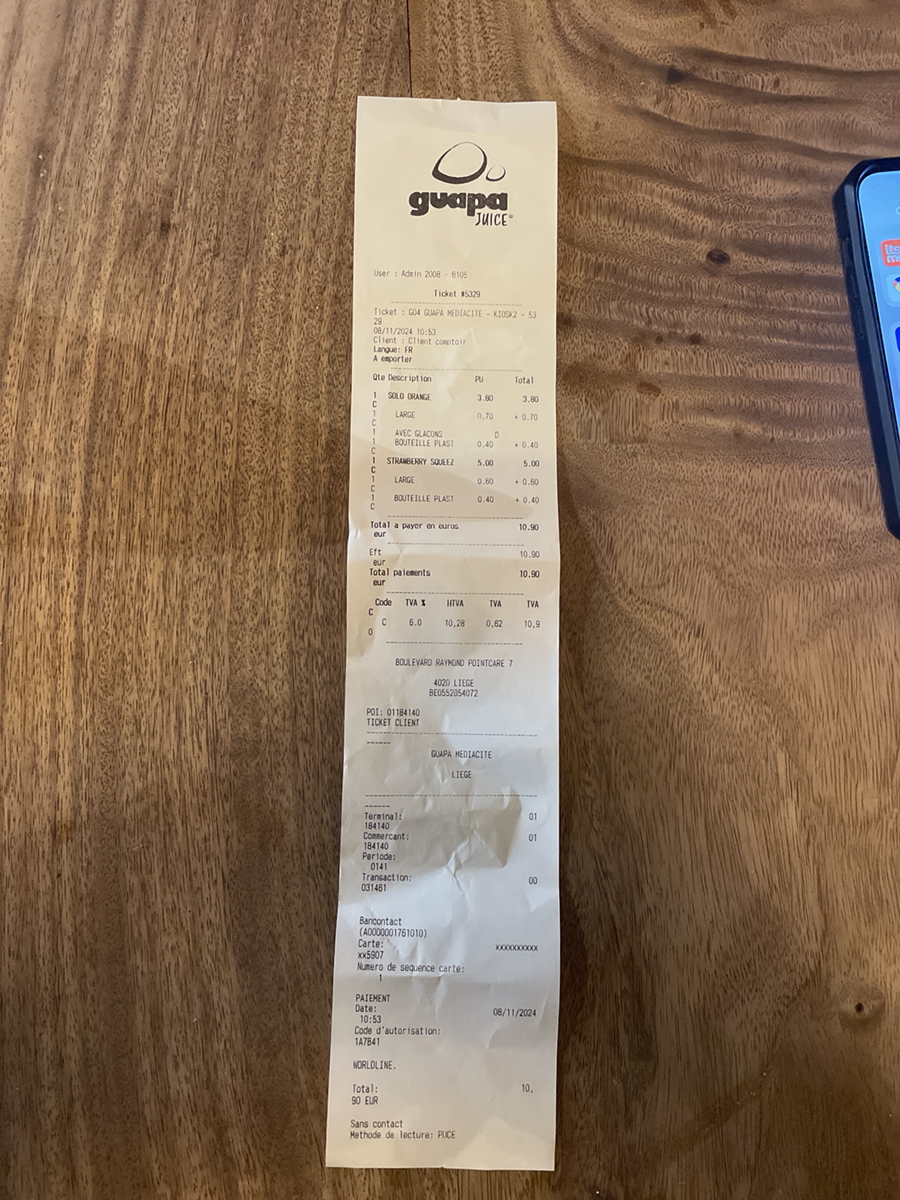 guapa
JUICE®
User : Admin 2008 - 6105
Ticket #5329
Ticket : G04 GUAPA MEDIACITE - KIOSK2 - 53
29
08/11/2024 10:53
Client : Client comptoir
Langue: FR
A emporter
Qte Description PU Total
1 SOLO ORANGE 3.80 3.80
C
1 LARGE 0.70 + 0.70
C
1 AVEC GLACONS D
1 BOUTEILLE PLAST 0.40 + 0.40
C
1 STRAWBERRY SQUEEZ 5.00 5.00
C
1 LARGE 0.60 + 0.60
C
1 BOUTEILLE PLAST 0.40 + 0.40
C
Total a payer en euros 10.90
eur
Eft 10.90
eur
Total paiements 10.90
eur
Code TVA % HTVA TVA TVA
C
C 6.0 10,28 0,62 10,9
0
BOULEVARD RAYMOND POINTCARE 7
4020 LIEGE
BE0552854072
POI: 01184140
TICKET CLIENT
GUAPA MEDIACITE
LIEGE
Terminal: 01
184140
Commercant: 01
184140
Periode:
0141
Transaction: 00
031461
Bancontact
(A0000001761010)
Carte: xxxxxxxxxx
xx5907
Numero de sequence carte:
1
PAIEMENT
Date: 08/11/2024
10:53
Code d'autorisation:
1A7B41
WORLDLINE.
Total: 10,
90 EUR
Sans contact
Methode de lecture: PUCE